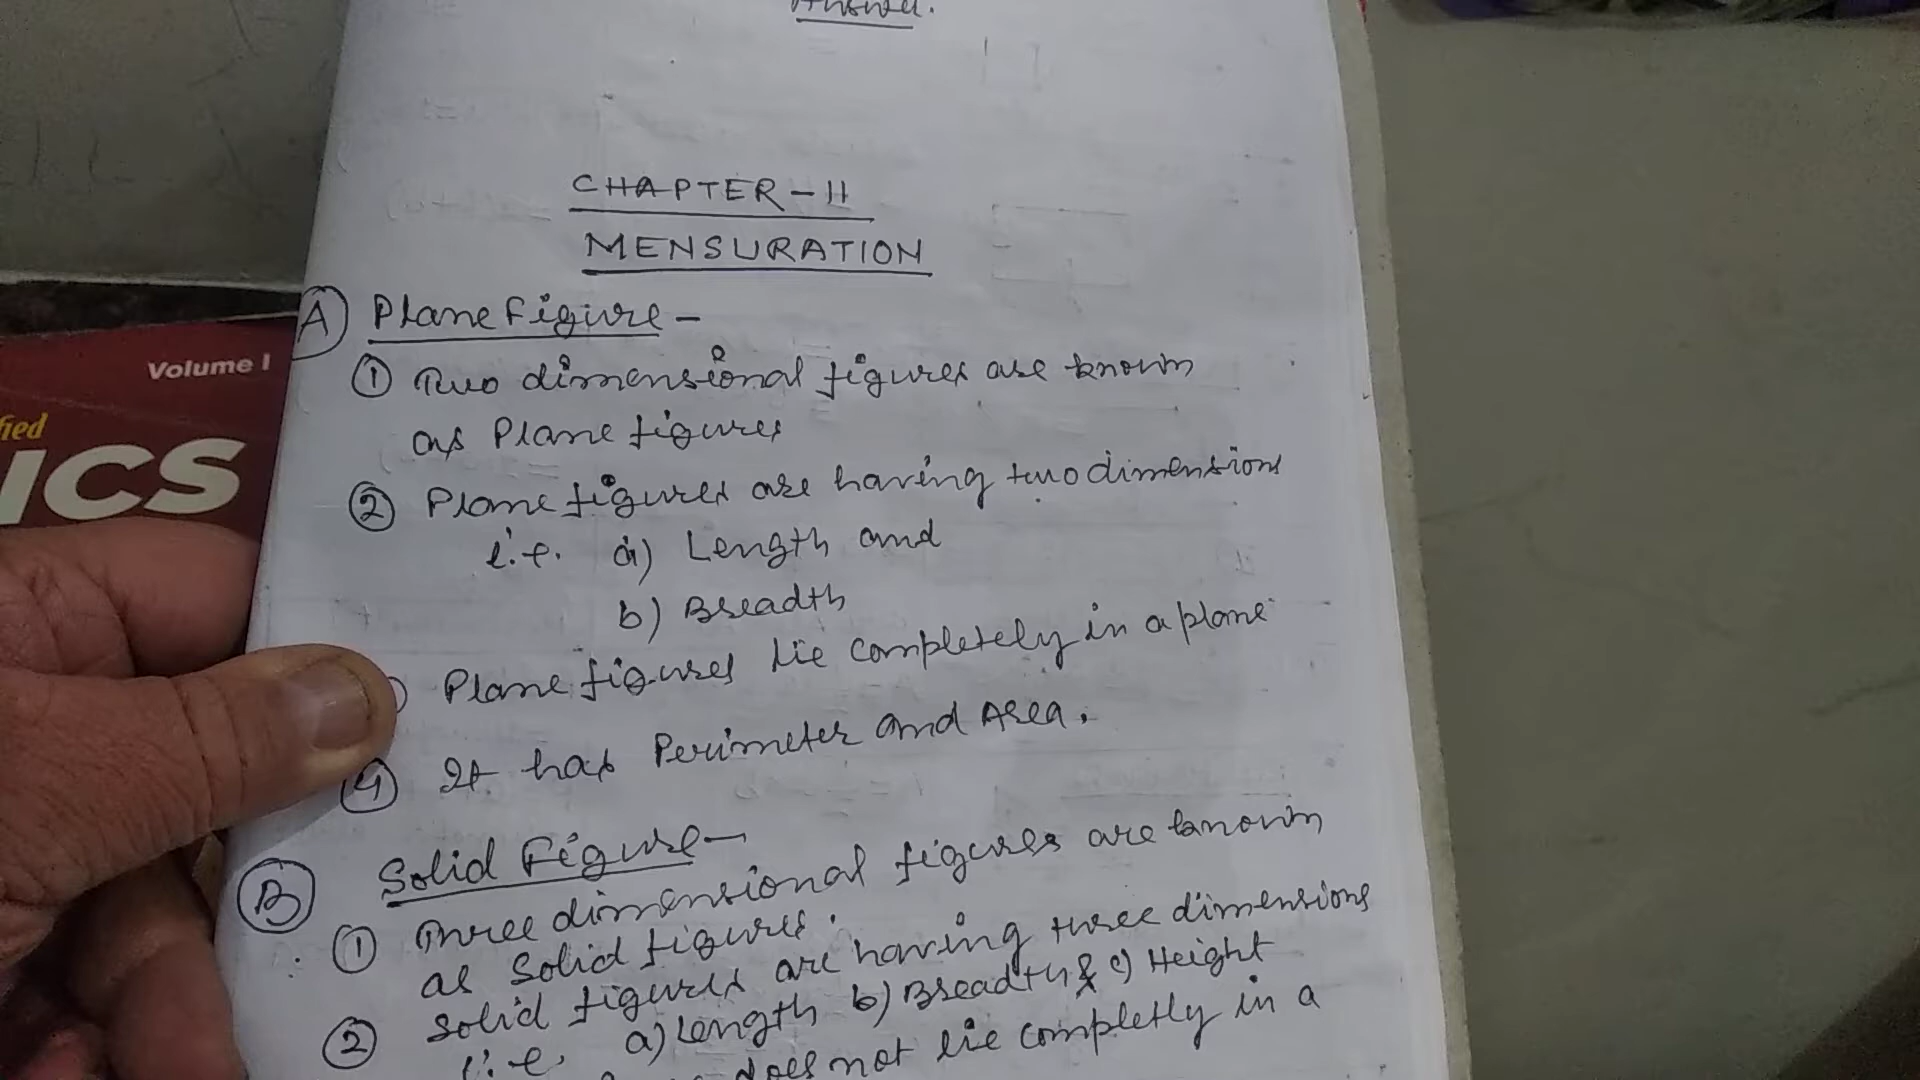 Answer.
CHAPTER-11
MENSURATION
A) Plane Figure -
① Two dimensional figures are known
as Plane figures
② Plane figures are having two dimensions
i.e. a) Length and
b) Breadth
Plane figures lie completely in a plane
④ It has Perimeter and Area.
B) Solid Figure -
① Three dimensional figures are known
as Solid figures.
② Solid figures are having three dimensions
i.e. a) Length b) Breadth & c) Height
does not lie completly in a
Volume I
fied
ICS